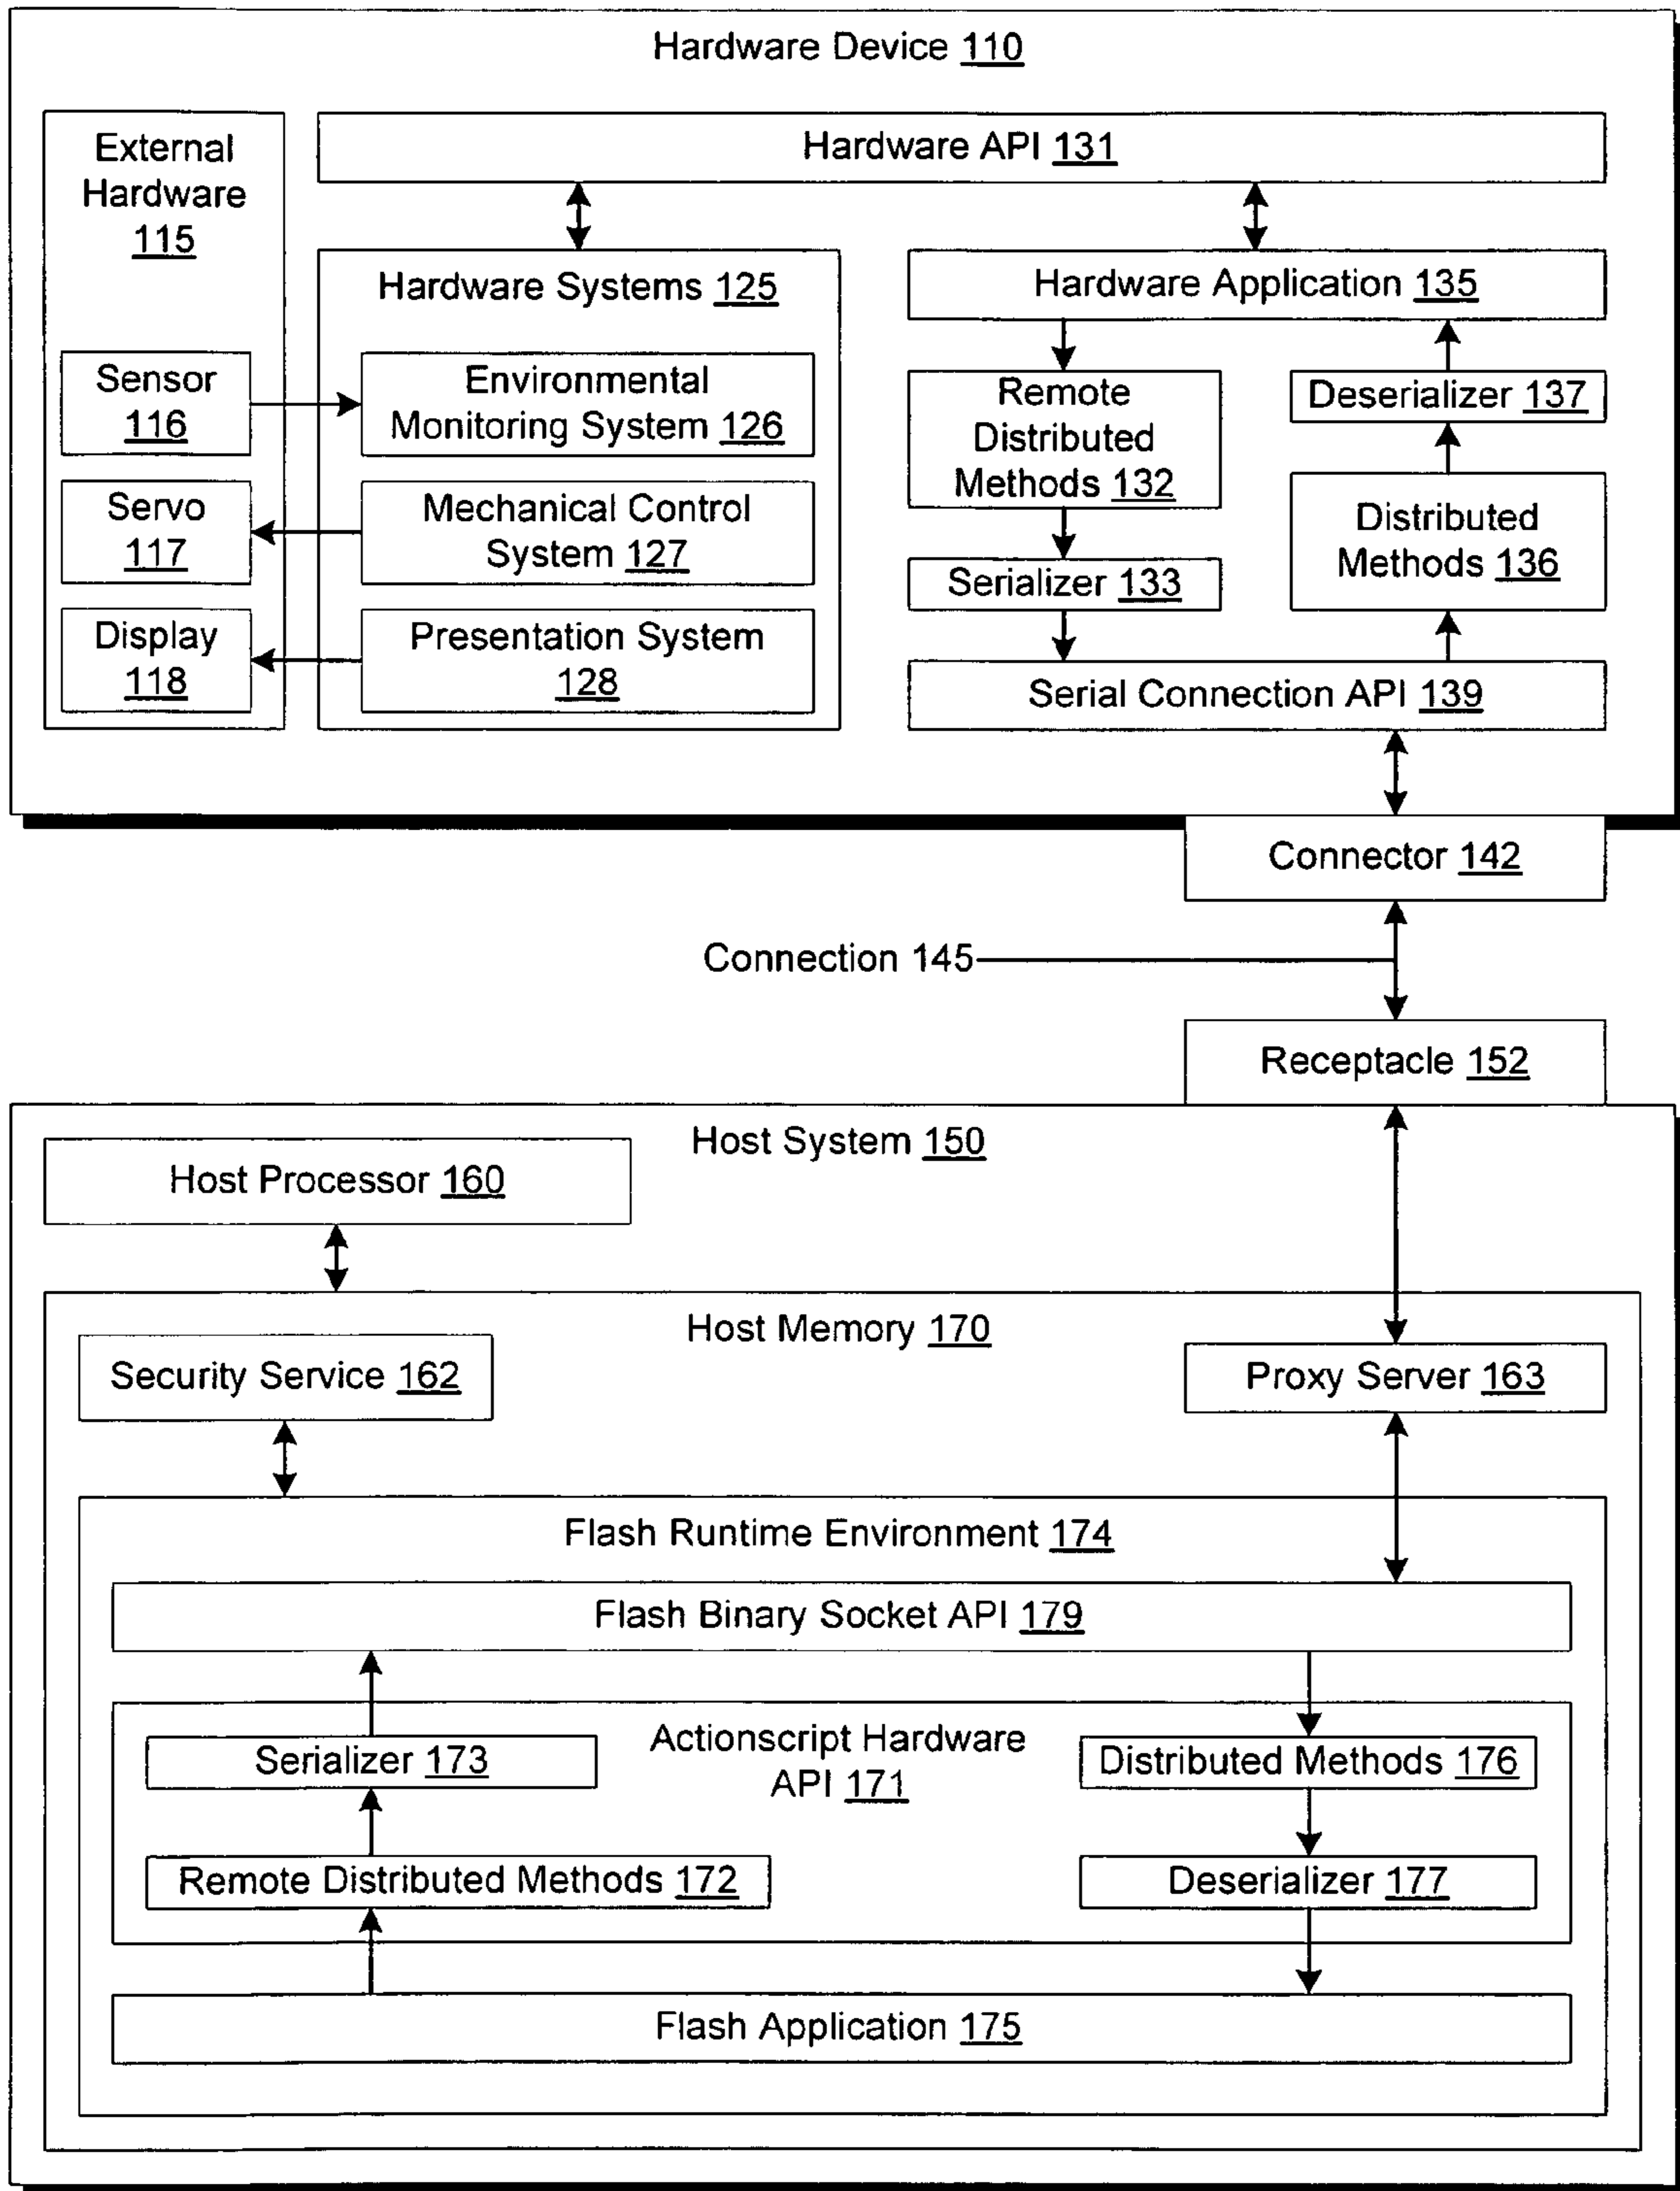 Hardware Device 110
External
Hardware
115
Hardware API 131
Hardware Systems 125
Hardware Application 135
Sensor
116
Environmental
Monitoring System 126
Remote
Distributed
Methods 132
Deserializer 137
Servo
117
Mechanical Control
System 127
Serializer 133
Distributed
Methods 136
Display
118
Presentation System
128
Serial Connection API 139
Connector 142
Connection 145
Receptacle 152
Host System 150
Host Processor 160
Host Memory 170
Security Service 162
Proxy Server 163
Flash Runtime Environment 174
Flash Binary Socket API 179
Serializer 173
Actionscript Hardware
API 171
Distributed Methods 176
Remote Distributed Methods 172
Deserializer 177
Flash Application 175